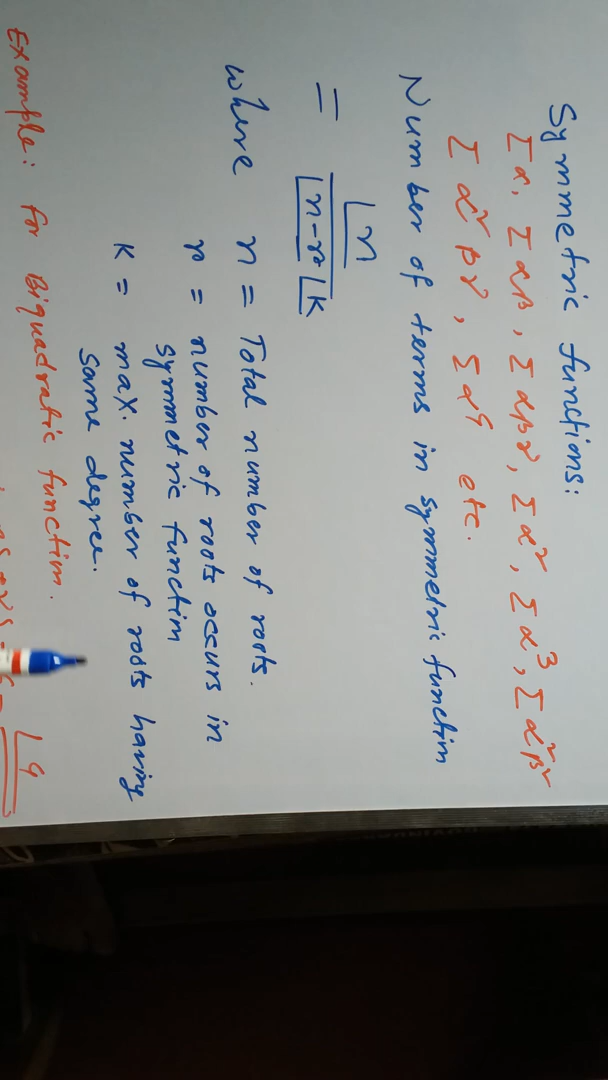 Symmetric functions:
Σα, Σαβ, Σαβγ, Σα², Σα³, Σα²β²
Σα²βγ, Σα⁵ etc.
Number of terms in symmetric function
= ⌊n / ⌊n-r ⌊k
where n = Total number of roots.
r = number of roots occurs in
symmetric function
k = max. number of roots having
same degree.
Example: for Biquadratic function.
⌊4